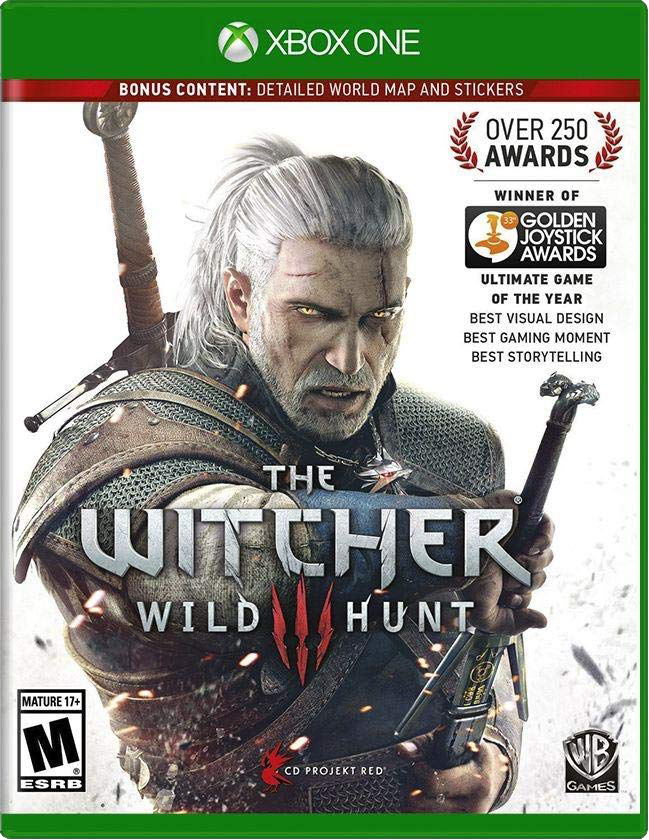 XBOX ONE
BONUS CONTENT: DETAILED WORLD MAP AND STICKERS
OVER 250
AWARDS
WINNER OF
33rd GOLDEN
JOYSTICK
AWARDS
ULTIMATE GAME
OF THE YEAR
BEST VISUAL DESIGN
BEST GAMING MOMENT
BEST STORYTELLING
THE
WITCHER®
WILD III HUNT
MATURE 17+
M
®
ESRB
CD PROJEKT RED®
WB
GAMES